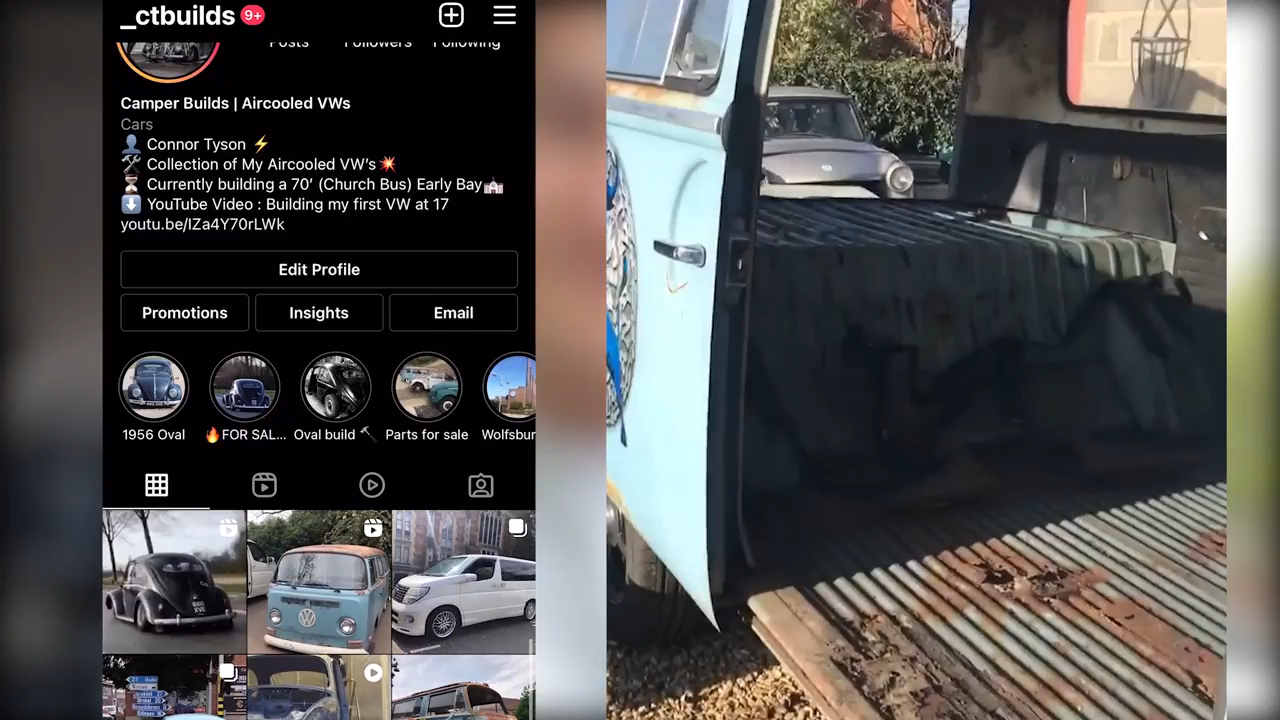 _ctbuilds 9+
Posts Followers Following
Camper Builds | Aircooled VWs
Cars
👤 Connor Tyson ⚡
🛠 Collection of My Aircooled VW's💥
⏳ Currently building a 70' (Church Bus) Early Bay⛪
⬇️ YouTube Video : Building my first VW at 17
youtu.be/IZa4Y70rLWk
Edit Profile
Promotions Insights Email
1956 Oval 🔥FOR SAL... Oval build 🔨 Parts for sale Wolfsbur